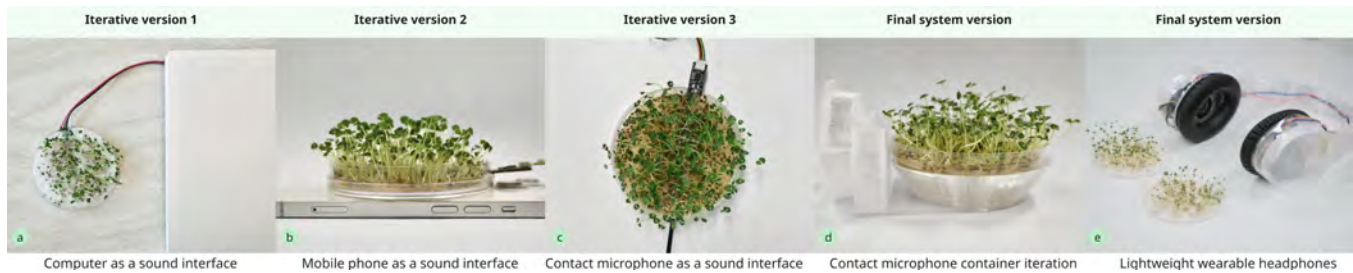 Iterative version 1
Iterative version 2
Iterative version 3
Final system version
Final system version
a
b
c
d
e
Computer as a sound interface
Mobile phone as a sound interface
Contact microphone as a sound interface
Contact microphone container iteration
Lightweight wearable headphones